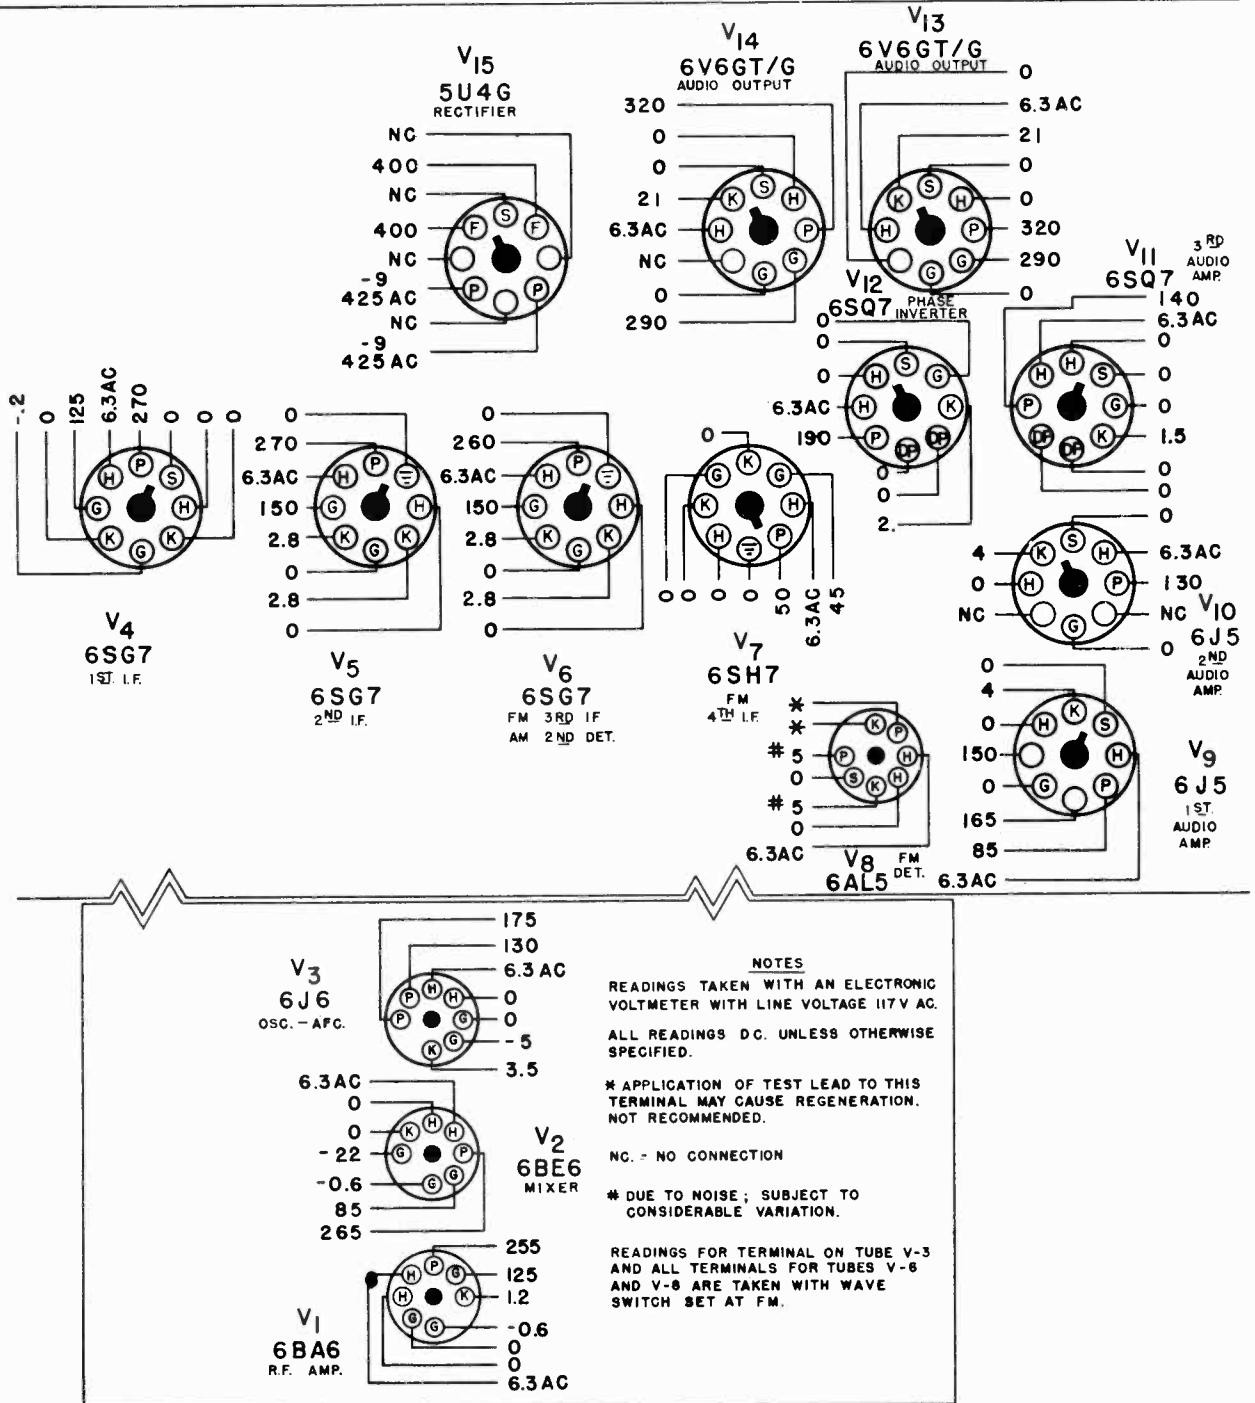 V15
5U4G
RECTIFIER
NC
400
NC
400
NC
-9
425AC
NC
-9
425AC
S
F
F
P
P
V14
6V6GT/G
AUDIO OUTPUT
320
0
0
21
6.3AC
NC
0
290
S
K
H
H
P
G
G
V13
6V6GT/G
AUDIO OUTPUT
0
6.3AC
21
0
0
320
290
0
S
K
H
H
P
G
G
V12
6SQ7
PHASE
INVERTER
0
0
0
6.3AC
190
0
0
2.
S
H
G
H
K
P
DP
DP
V11
6SQ7
3RD
AUDIO
AMP.
140
6.3AC
0
0
0
1.5
0
0
H
H
S
P
G
DP
K
DP
-.2
0
125
6.3AC
270
0
0
0
P
H
S
G
H
K
K
G
V4
6SG7
1ST. I.F.
0
270
6.3AC
150
2.8
0
2.8
0
P
H
G
H
K
K
G
V5
6SG7
2ND I.F.
0
260
6.3AC
150
2.8
0
2.8
0
P
H
G
H
K
K
G
V6
6SG7
FM 3RD IF
AM 2ND DET.
0
K
G
G
K
H
H
P
0
0
0
0
50
6.3AC
45
V7
6SH7
FM
4TH I.F.
0
4
6.3AC
0
130
NC
NC
0
S
K
H
H
P
G
V10
6J5
2ND
AUDIO
AMP.
*
*
# 5
0
# 5
0
6.3AC
K
P
P
H
S
H
K
V8
6AL5
FM
DET.
0
4
0
150
0
165
85
6.3AC
K
H
S
H
G
P
V9
6J5
1ST.
AUDIO
AMP.
V3
6J6
OSC.-AFC.
175
130
6.3AC
0
0
-5
3.5
H
P
H
P
G
G
K
6.3AC
0
0
-22
-0.6
85
265
H
K
H
G
P
G
G
V2
6BE6
MIXER
V1
6BA6
R.F. AMP.
255
125
1.2
-0.6
0
0
6.3AC
P
H
G
H
K
G
G
NOTES
READINGS TAKEN WITH AN ELECTRONIC
VOLTMETER WITH LINE VOLTAGE 117V AC.
ALL READINGS DC. UNLESS OTHERWISE
SPECIFIED.
* APPLICATION OF TEST LEAD TO THIS
TERMINAL MAY CAUSE REGENERATION.
NOT RECOMMENDED.
NC. - NO CONNECTION
# DUE TO NOISE; SUBJECT TO
CONSIDERABLE VARIATION.
READINGS FOR TERMINAL ON TUBE V-3
AND ALL TERMINALS FOR TUBES V-6
AND V-8 ARE TAKEN WITH WAVE
SWITCH SET AT FM.